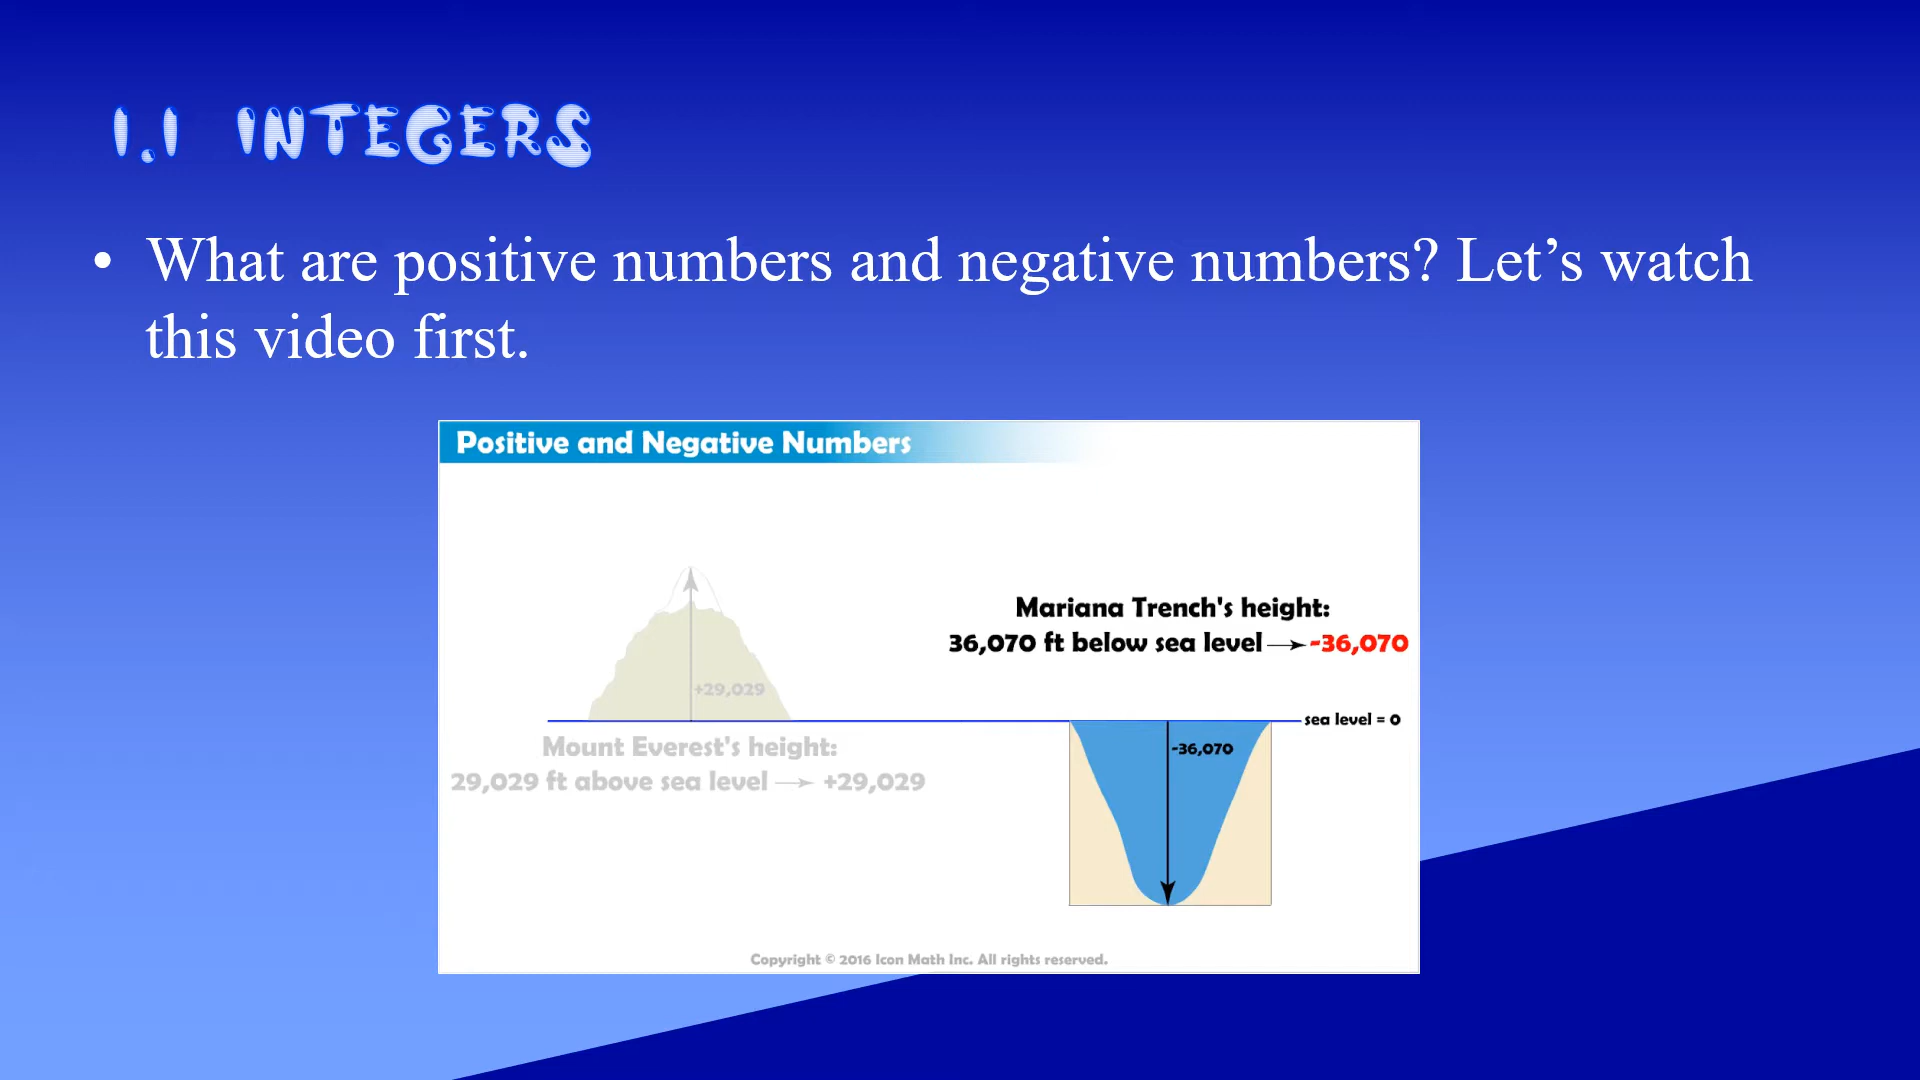 1.1 INTEGERS
• What are positive numbers and negative numbers? Let’s watch
this video first.
Positive and Negative Numbers
Mariana Trench's height:
36,070 ft below sea level → -36,070
+29,029
sea level = 0
Mount Everest's height:
-36,070
29,029 ft above sea level → +29,029
Copyright © 2016 Icon Math Inc. All rights reserved.